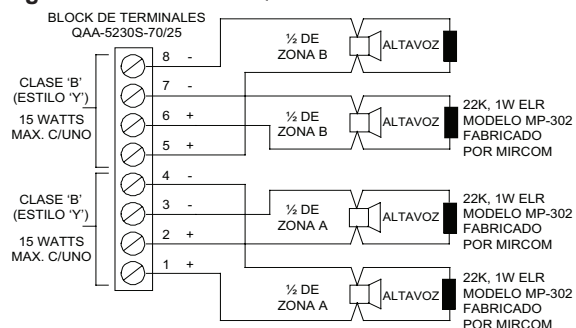 BLOCK DE TERMINALES
QAA-5230S-70/25
8 -
½ DE
ZONA B
ALTAVOZ
CLASE ‘B’
(ESTILO ‘Y’)
15 WATTS
MAX. C/UNO
7 -
6 +
5 +
½ DE
ZONA B
ALTAVOZ
22K, 1W ELR
MODELO MP-302
FABRICADO
POR MIRCOM
4 -
CLASE ‘B’
(ESTILO ‘Y’)
15 WATTS
MAX. C/UNO
3 -
2 +
1 +
½ DE
ZONA A
ALTAVOZ
22K, 1W ELR
MODELO MP-302
FABRICADO
POR MIRCOM
½ DE
ZONA A
ALTAVOZ
22K, 1W ELR
MODELO MP-302
FABRICADO
POR MIRCOM